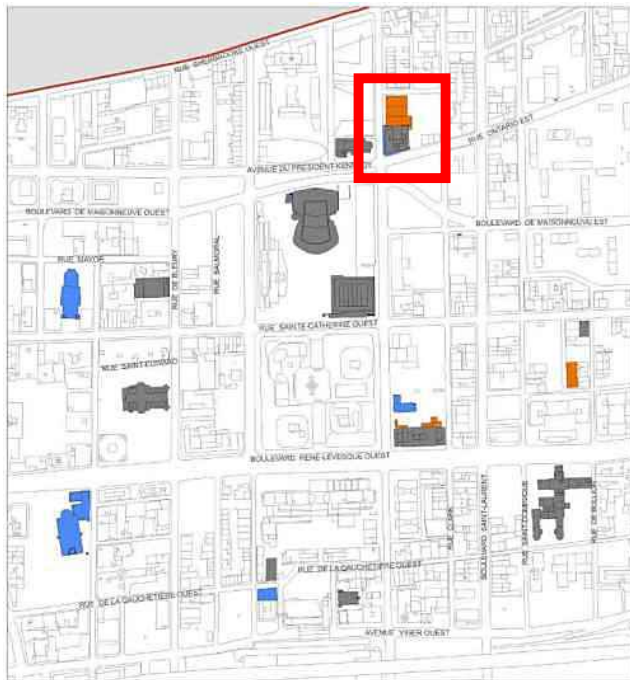 RUE SHERBROOKE OUEST
RUE ONTARIO EST
AVENUE DU PRÉSIDENT-KENNEDY
BOULEVARD DE MAISONNEUVE OUEST
BOULEVARD DE MAISONNEUVE EST
RUE MAYOR
RUE DE BLEURY
RUE BALMORAL
RUE SAINTE-CATHERINE OUEST
RUE SAINT-EDWARD
BOULEVARD RENÉ-LÉVESQUE OUEST
RUE CLARK
BOULEVARD SAINT-LAURENT
RUE SAINT-DOMINIQUE
RUE DE BULLION
RUE DE LA GAUCHETIÈRE OUEST
RUE DE LA GAUCHETIÈRE OUEST
AVENUE VIGER OUEST